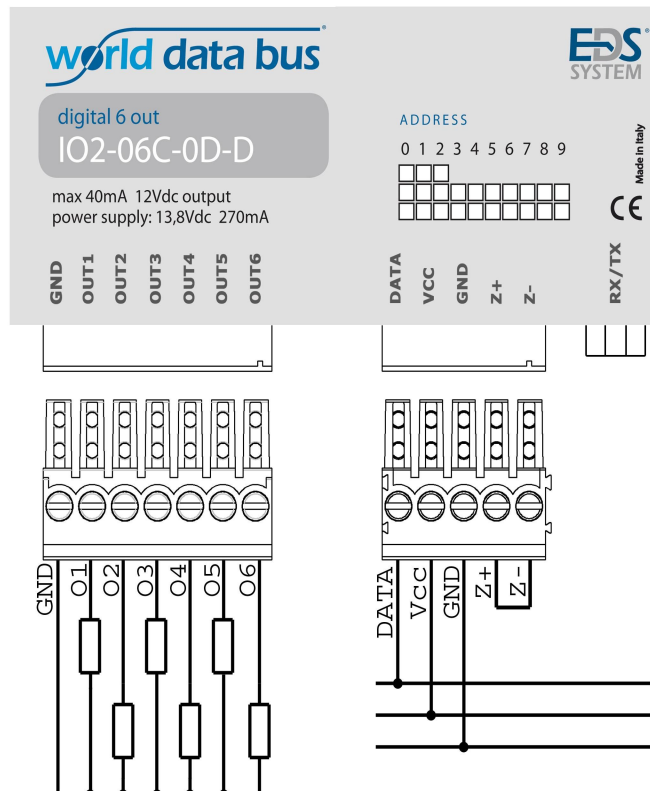 world data bus
EDS
SYSTEM
digital 6 out
IO2-06C-0D-D
max 40mA 12Vdc output
power supply: 13,8Vdc 270mA
ADDRESS
0 1 2 3 4 5 6 7 8 9
Made in Italy
CE
GND OUT1 OUT2 OUT3 OUT4 OUT5 OUT6
DATA VCC GND Z+ Z-
RX/TX
GND O1 O2 O3 O4 O5 O6
DATA Vcc GND Z+ Z-